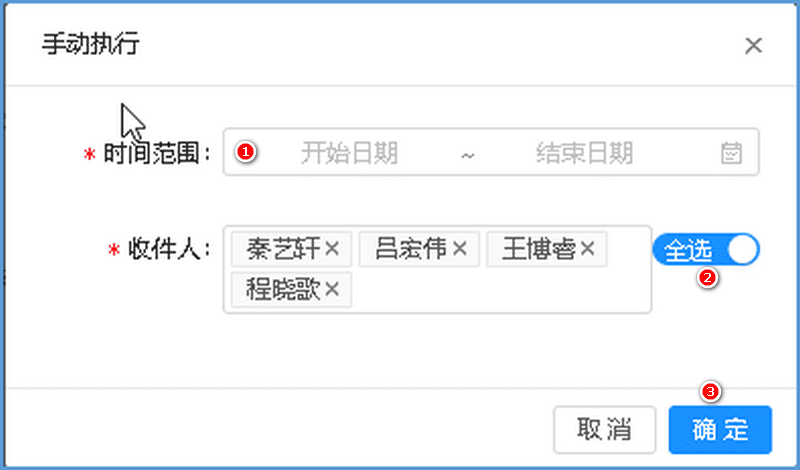 手动执行
* 时间范围： 1 开始日期 ~ 结束日期
* 收件人： 秦艺轩× 吕宏伟× 王博睿× 全选
程晓歌×
2
3
取消 确定